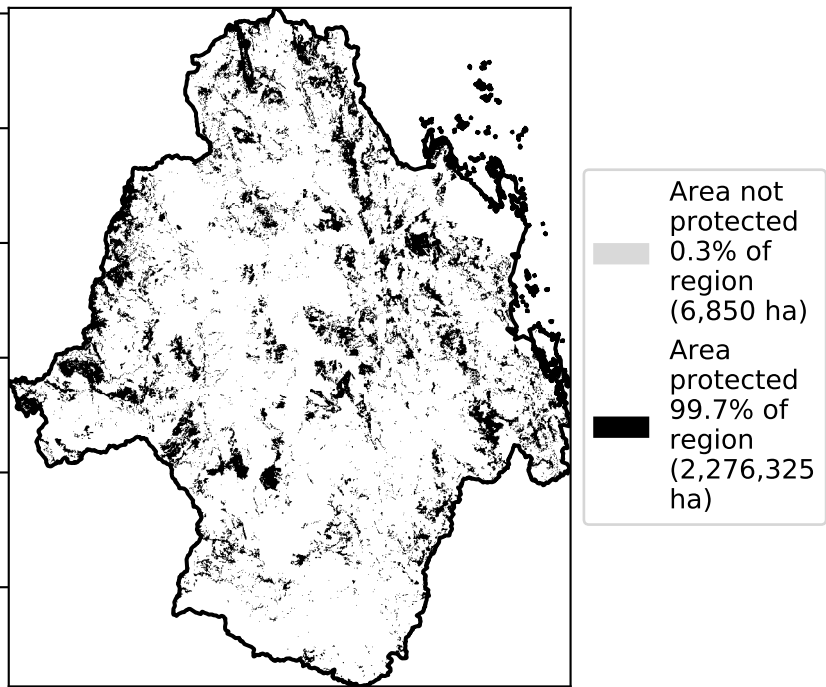 Area not
protected
0.3% of
region
(6,850 ha)
Area
protected
99.7% of
region
(2,276,325
ha)